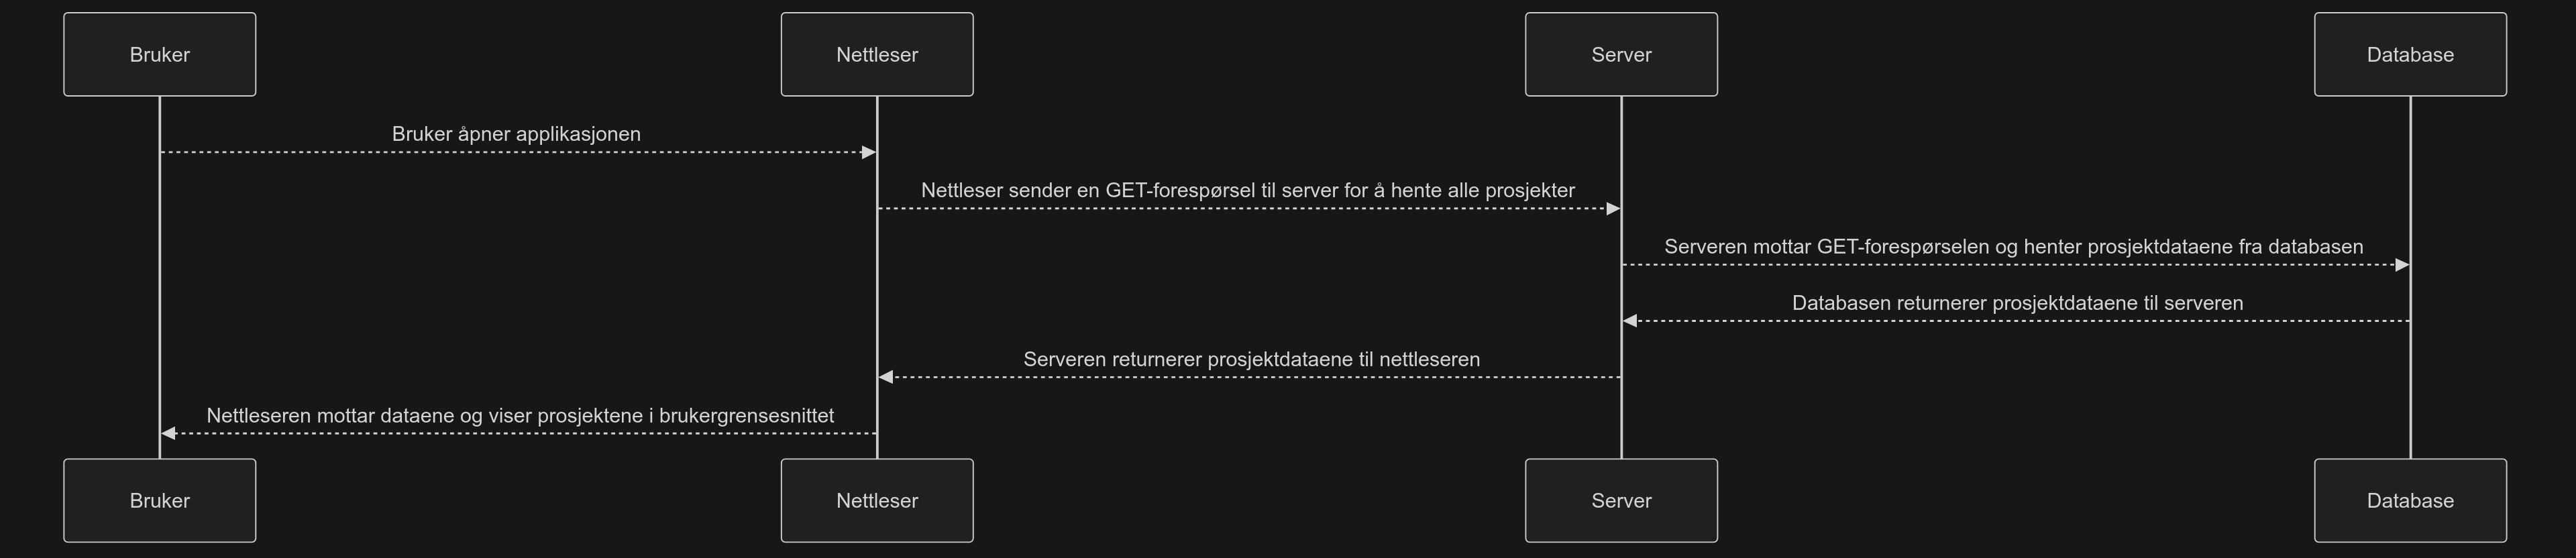 Bruker
Nettleser
Server
Database
Bruker åpner applikasjonen
Nettleser sender en GET-forespørsel til server for å hente alle prosjekter
Serveren mottar GET-forespørselen og henter prosjektdataene fra databasen
Databasen returnerer prosjektdataene til serveren
Serveren returnerer prosjektdataene til nettleseren
Nettleseren mottar dataene og viser prosjektene i brukergrensesnittet
Bruker
Nettleser
Server
Database